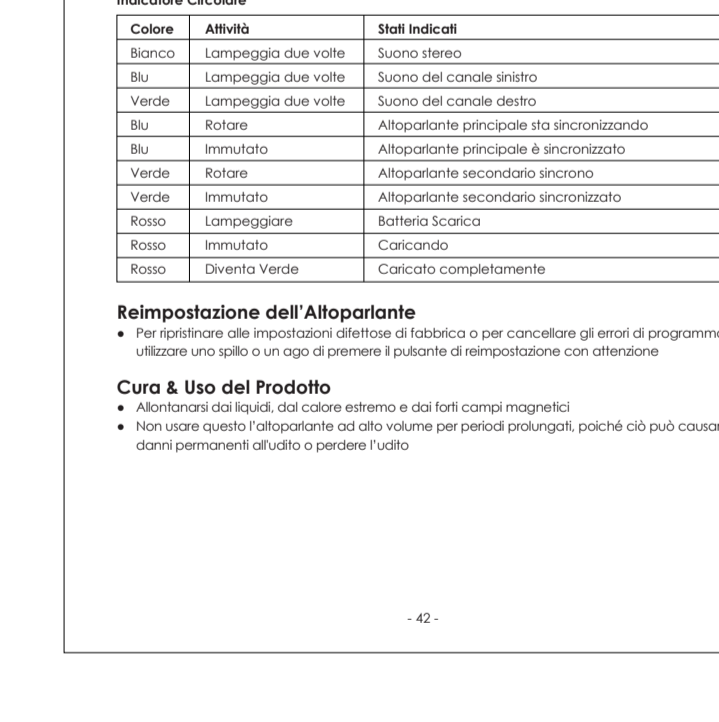 Indicatore Circolare
Colore Attività Stati Indicati
Bianco Lampeggia due volte Suono stereo
Blu Lampeggia due volte Suono del canale sinistro
Verde Lampeggia due volte Suono del canale destro
Blu Rotare Altoparlante principale sta sincronizzando
Blu Immutato Altoparlante principale è sincronizzato
Verde Rotare Altoparlante secondario sincrono
Verde Immutato Altoparlante secondario sincronizzato
Rosso Lampeggiare Batteria Scarica
Rosso Immutato Caricando
Rosso Diventa Verde Caricato completamente
Reimpostazione dell'Altoparlante
● Per ripristinare alle impostazioni difettose di fabbrica o per cancellare gli errori di programm
utilizzare uno spillo o un ago di premere il pulsante di reimpostazione con attenzione
Cura & Uso del Prodotto
● Allontanarsi dai liquidi, dal calore estremo e dai forti campi magnetici
● Non usare questo l'altoparlante ad alto volume per periodi prolungati, poiché ciò può causar
danni permanenti all'udito o perdere l'udito
- 42 -